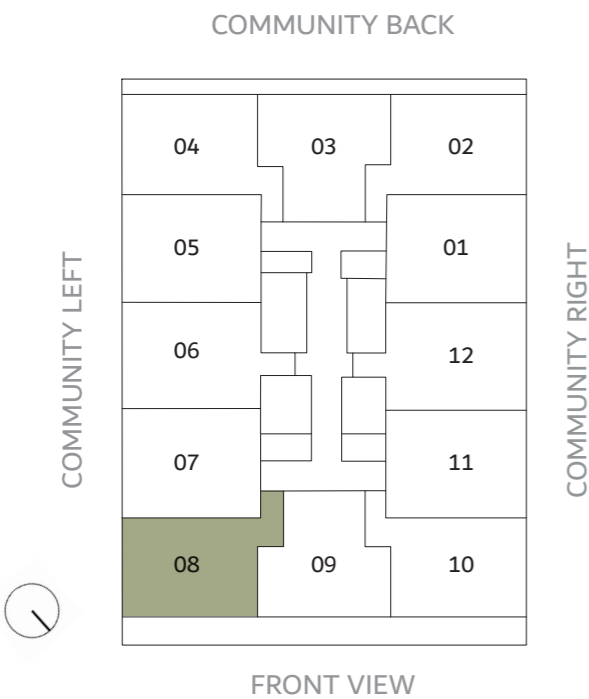 COMMUNITY BACK
04 03 02
05 01
COMMUNITY LEFT
COMMUNITY RIGHT
06 12
07 11
08 09 10
FRONT VIEW